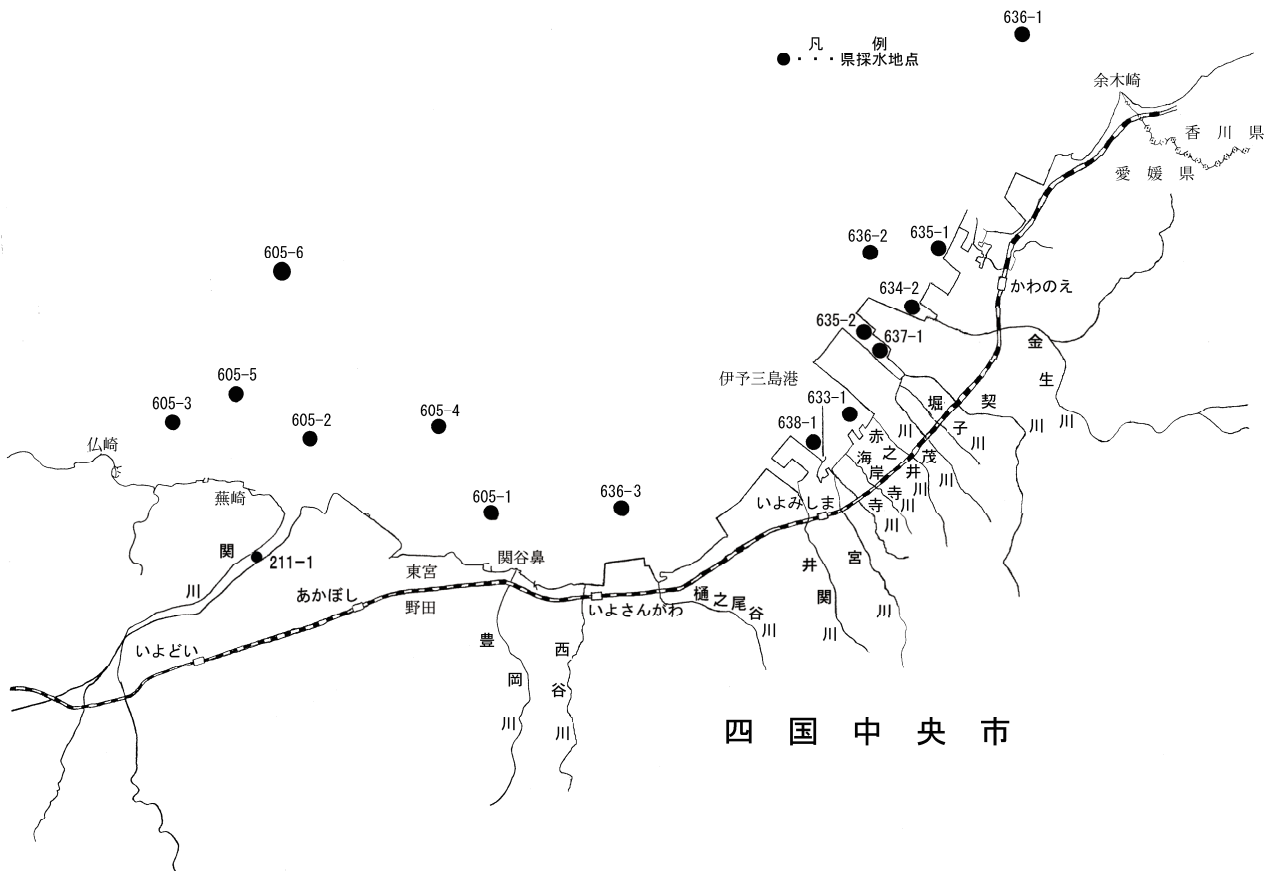 636-1
凡例
●・・・県採水地点
余木崎
香川県
愛媛県
636-2
635-1
605-6
かわのえ
634-2
635-2
637-1
金生川
伊予三島港
605-5
605-3
605-2
605-4
633-1
638-1
堀川
契川
子川
赤之井川
茂川
海岸寺川
寺川
仏崎
蕪崎
605-1
636-3
いよみしま
関川
211-1
東宮
関谷鼻
あかぼし
野田
いよさんがわ
樋之尾谷川
井関川
宮川
いよどい
豊岡川
西谷川
四国中央市